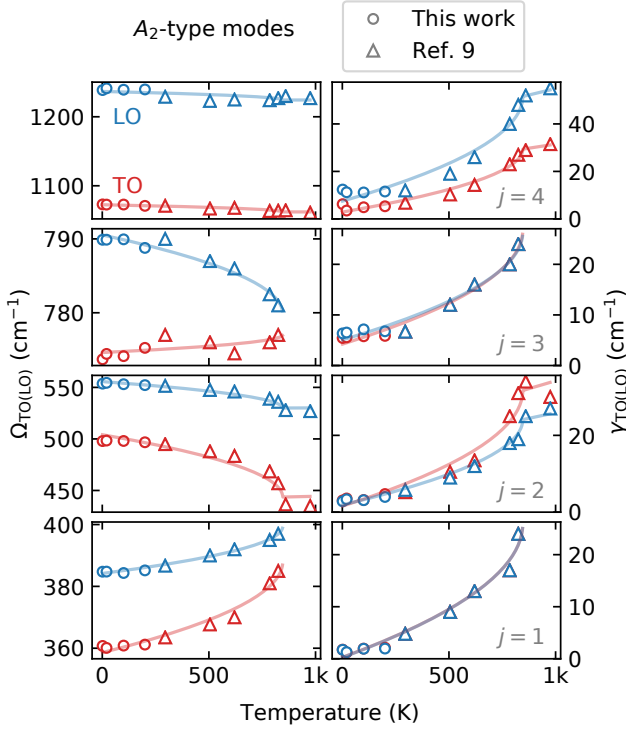 A₂-type modes
This work
Ref. 9
1200
1100
LO
TO
40
20
0
j = 4
790
770
20
10
0
j = 3
550
500
450
20
0
j = 2
400
380
360
20
10
0
j = 1
Ω_TO(LO) (cm⁻¹)
γ_TO(LO) (cm⁻¹)
0
500
1k
0
500
1k
Temperature (K)
Temperature (K)